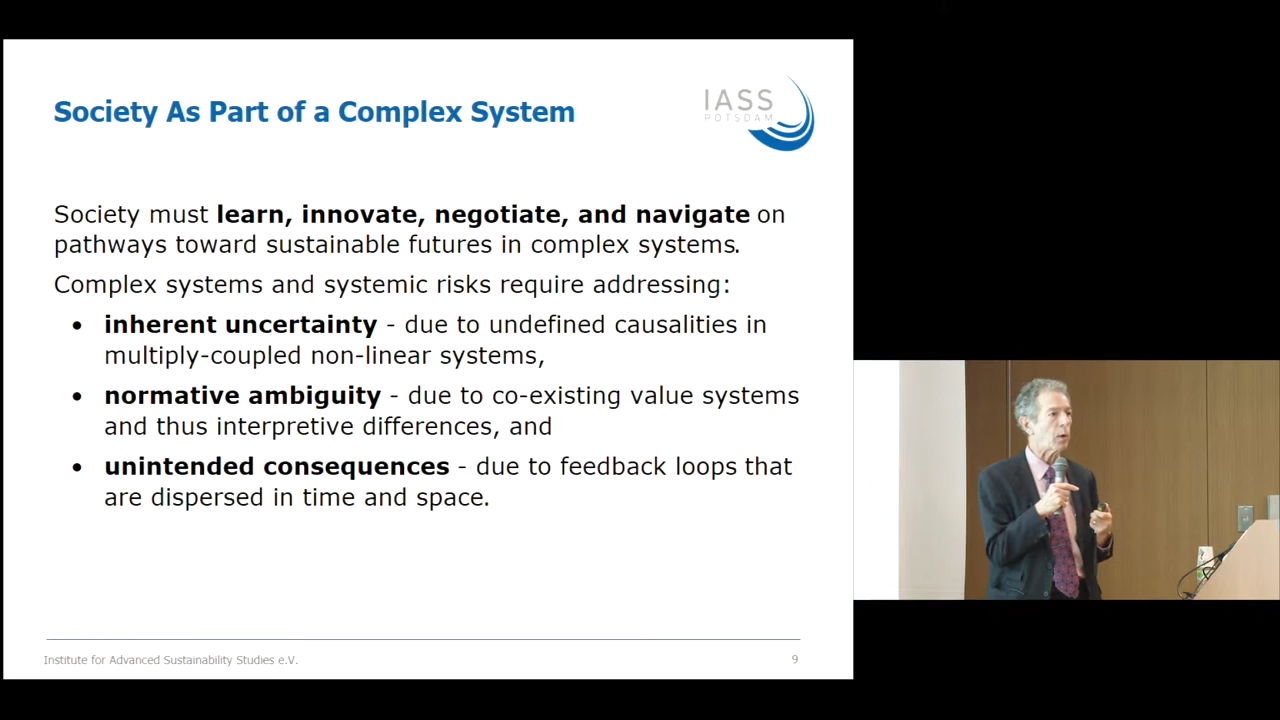 Society As Part of a Complex System
IASS
POTSDAM
Society must learn, innovate, negotiate, and navigate on
pathways toward sustainable futures in complex systems.
Complex systems and systemic risks require addressing:
• inherent uncertainty - due to undefined causalities in
multiply-coupled non-linear systems,
• normative ambiguity - due to co-existing value systems
and thus interpretive differences, and
• unintended consequences - due to feedback loops that
are dispersed in time and space.
Institute for Advanced Sustainability Studies e.V.
9